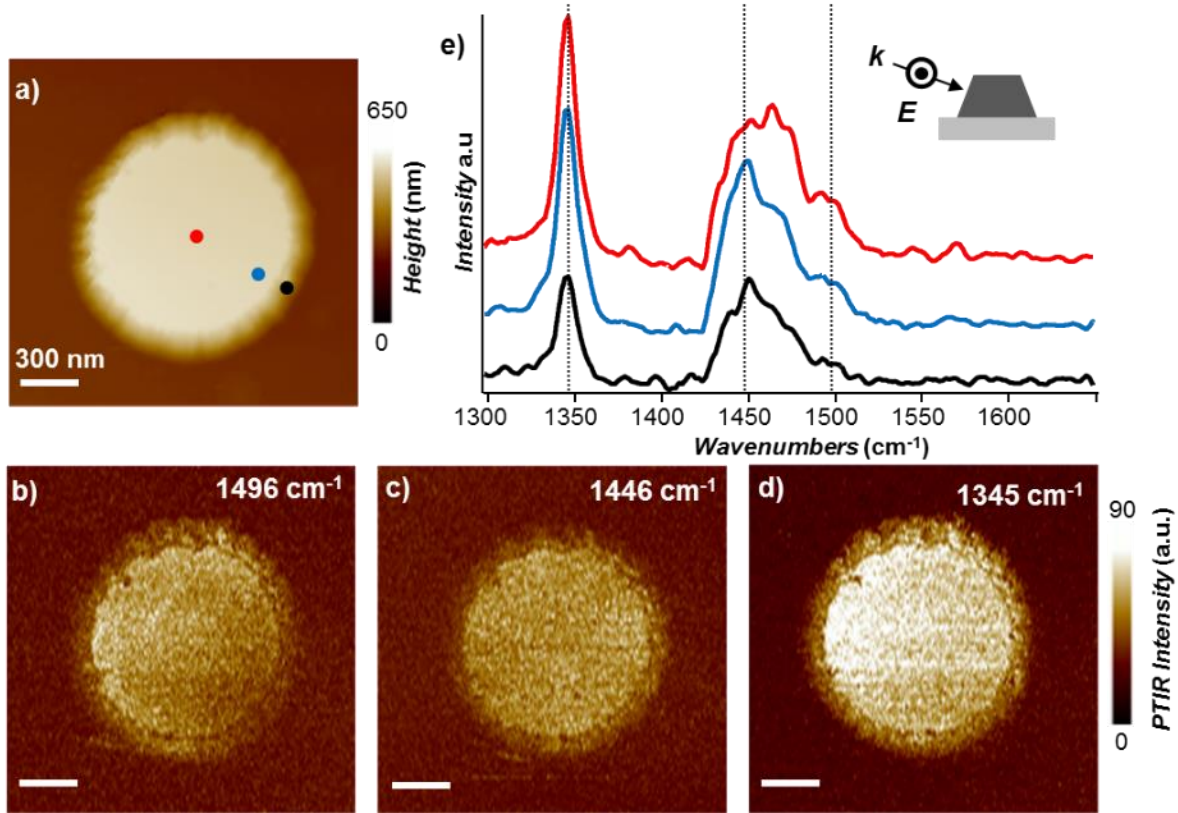 a)
650
Height (nm)
0
300 nm
e)
Intensity a.u
k
E
1300 1350 1400 1450 1500 1550 1600
Wavenumbers (cm-1)
b)
1496 cm-1
c)
1446 cm-1
d)
1345 cm-1
90
PTIR Intensity (a.u.)
0